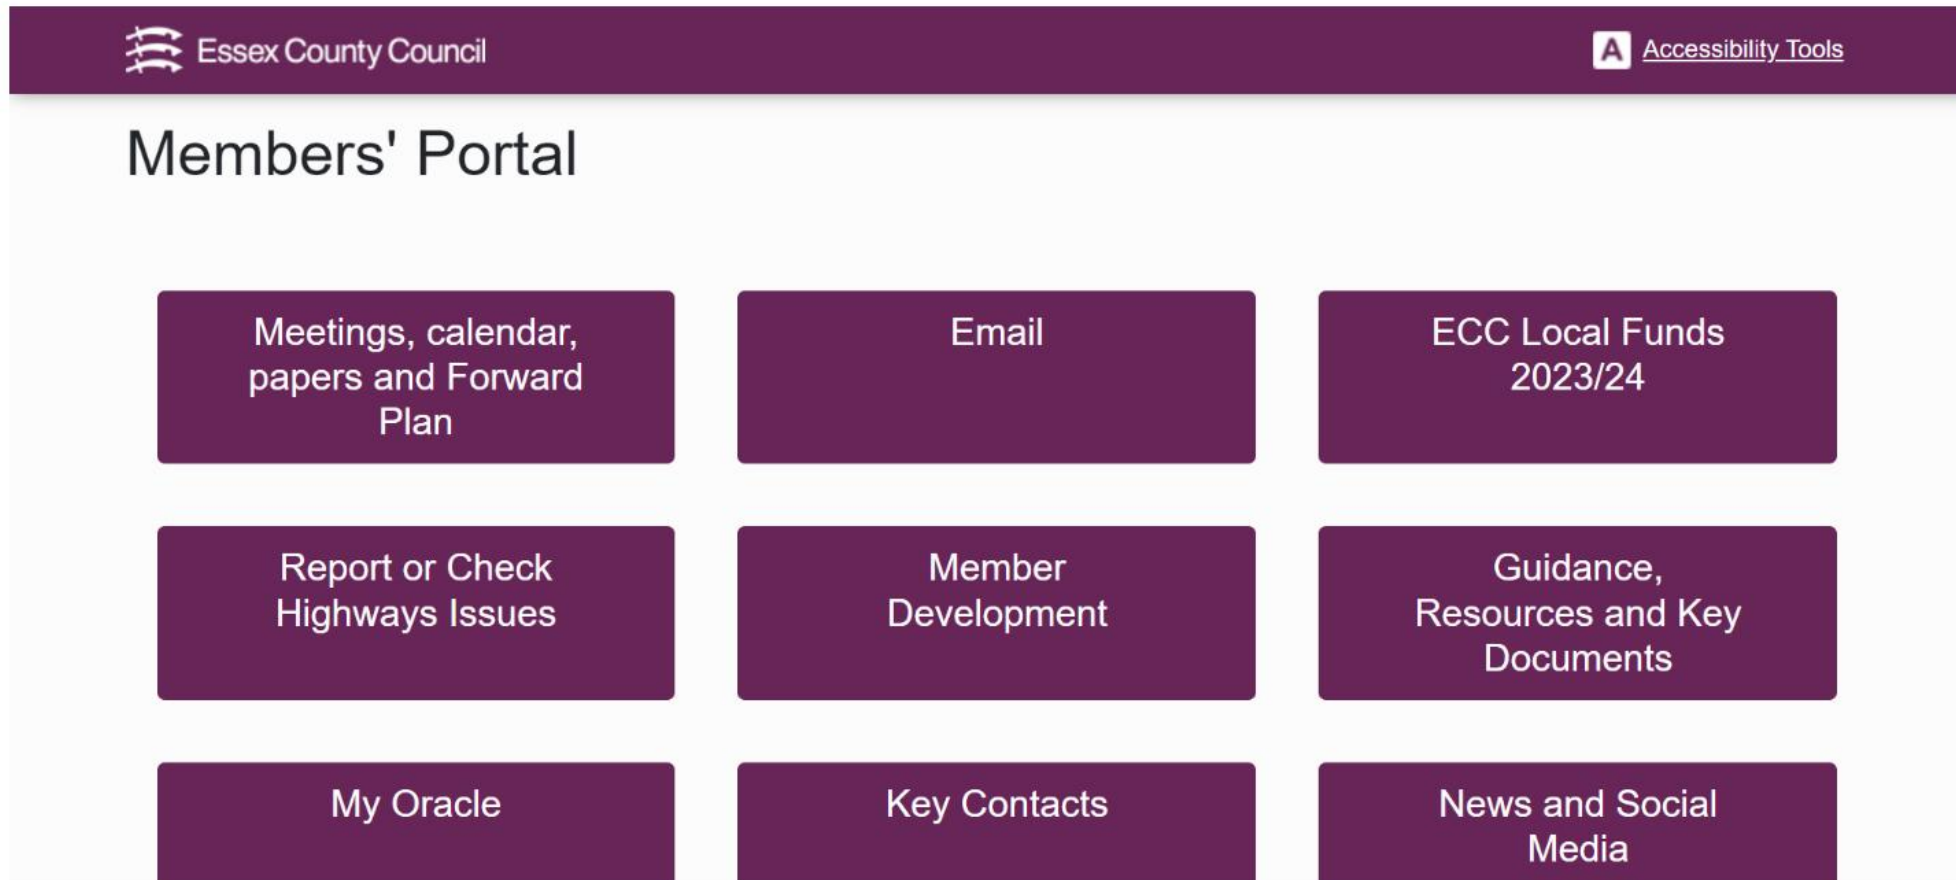 Essex County Council
A Accessibility Tools
Members' Portal
Meetings, calendar,
papers and Forward
Plan
Email
ECC Local Funds
2023/24
Report or Check
Highways Issues
Member
Development
Guidance,
Resources and Key
Documents
My Oracle
Key Contacts
News and Social
Media